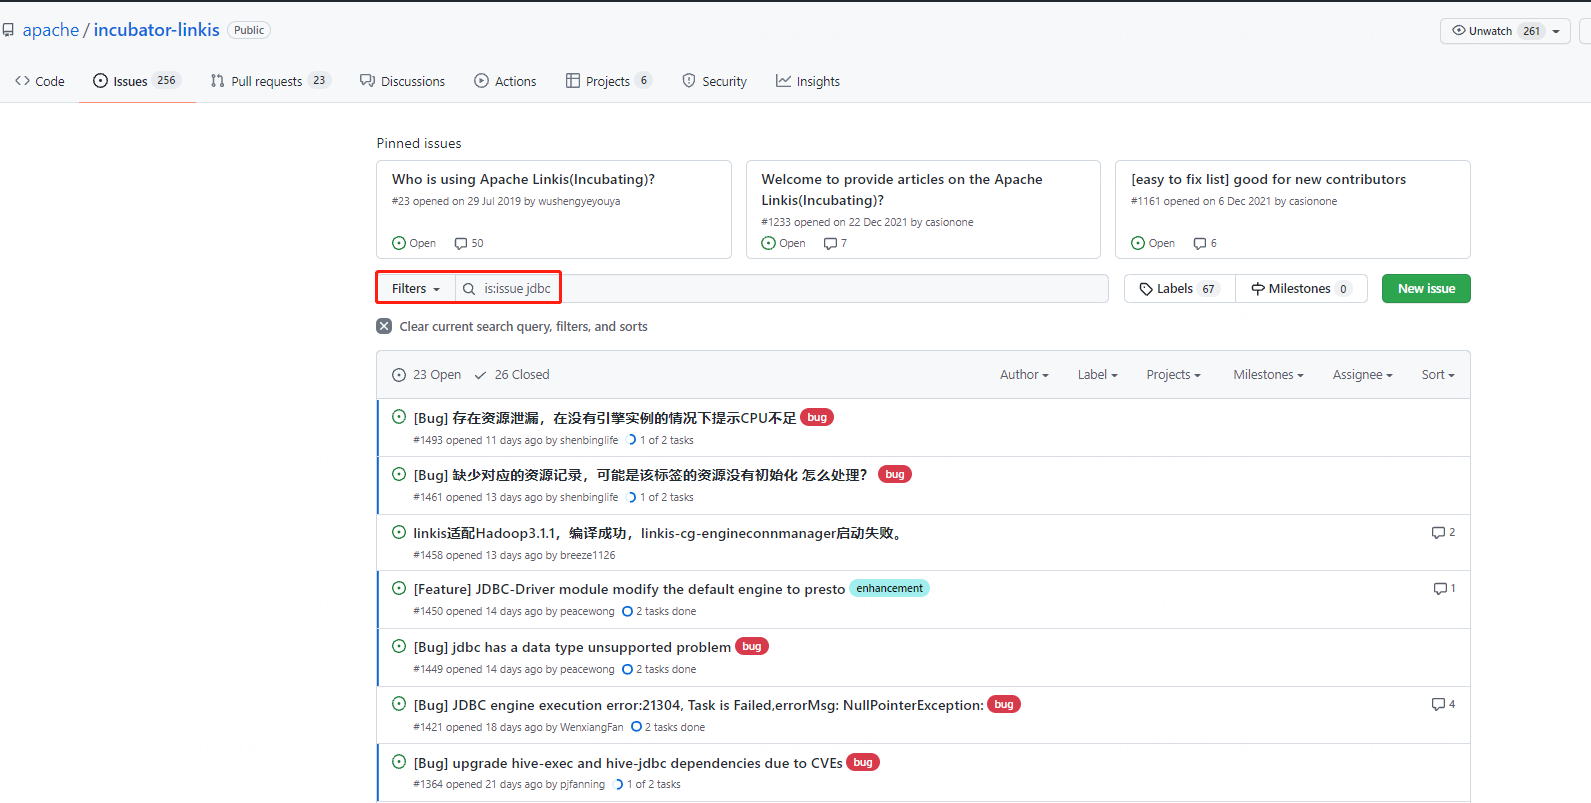 apache / incubator-linkis Public
Unwatch 261
Code Issues 256 Pull requests 23 Discussions Actions Projects 6 Security Insights
Pinned issues
Who is using Apache Linkis(Incubating)?
#23 opened on 29 Jul 2019 by wushengyeyouya
Open 50
Welcome to provide articles on the Apache
Linkis(Incubating)?
#1233 opened on 22 Dec 2021 by casionone
Open 7
[easy to fix list] good for new contributors
#1161 opened on 6 Dec 2021 by casionone
Open 6
Filters is:issue jdbc Labels 67 Milestones 0 New issue
Clear current search query, filters, and sorts
23 Open 26 Closed Author Label Projects Milestones Assignee Sort
[Bug] 存在资源泄漏，在没有引擎实例的情况下提示CPU不足 bug
#1493 opened 11 days ago by shenbinglife 1 of 2 tasks
[Bug] 缺少对应的资源记录，可能是该标签的资源没有初始化 怎么处理？ bug
#1461 opened 13 days ago by shenbinglife 1 of 2 tasks
linkis适配Hadoop3.1.1，编译成功，linkis-cg-engineconnmanager启动失败。 2
#1458 opened 13 days ago by breeze1126
[Feature] JDBC-Driver module modify the default engine to presto enhancement 1
#1450 opened 14 days ago by peacewong 2 tasks done
[Bug] jdbc has a data type unsupported problem bug
#1449 opened 14 days ago by peacewong 2 tasks done
[Bug] JDBC engine execution error:21304, Task is Failed,errorMsg: NullPointerException: bug 4
#1421 opened 18 days ago by WenxiangFan 2 tasks done
[Bug] upgrade hive-exec and hive-jdbc dependencies due to CVEs bug
#1364 opened 21 days ago by pjfanning 1 of 2 tasks